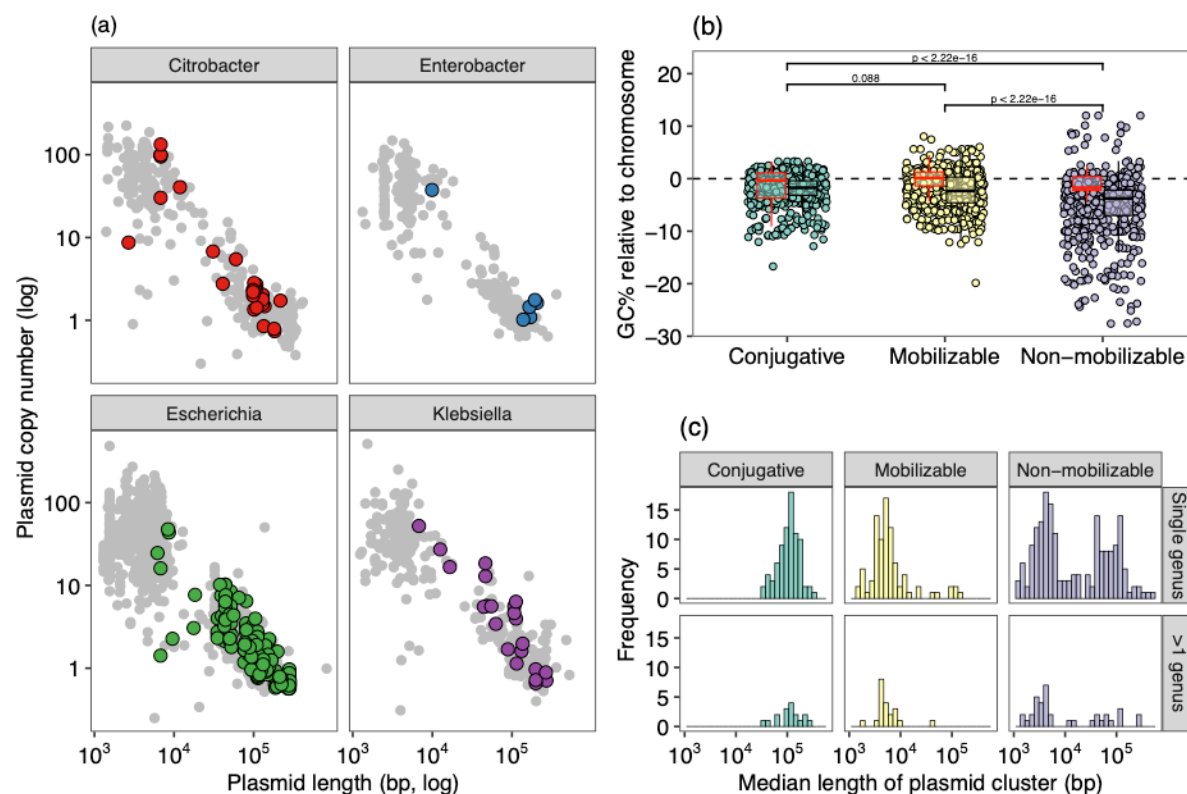 (a)
Citrobacter
Enterobacter
100
10
1
Escherichia
Klebsiella
100
10
1
10³ 10⁴ 10⁵ 10³ 10⁴ 10⁵
Plasmid length (bp, log)
Plasmid copy number (log)
(b)
p < 2.22e−16
0.088
p < 2.22e−16
20
10
0
−10
−20
−30
GC% relative to chromosome
Conjugative Mobilizable Non−mobilizable
(c)
Conjugative Mobilizable Non−mobilizable
15
10
5
0
Single genus
15
10
5
0
>1 genus
Frequency
10³ 10⁴ 10⁵ 10³ 10⁴ 10⁵ 10³ 10⁴ 10⁵
Median length of plasmid cluster (bp)